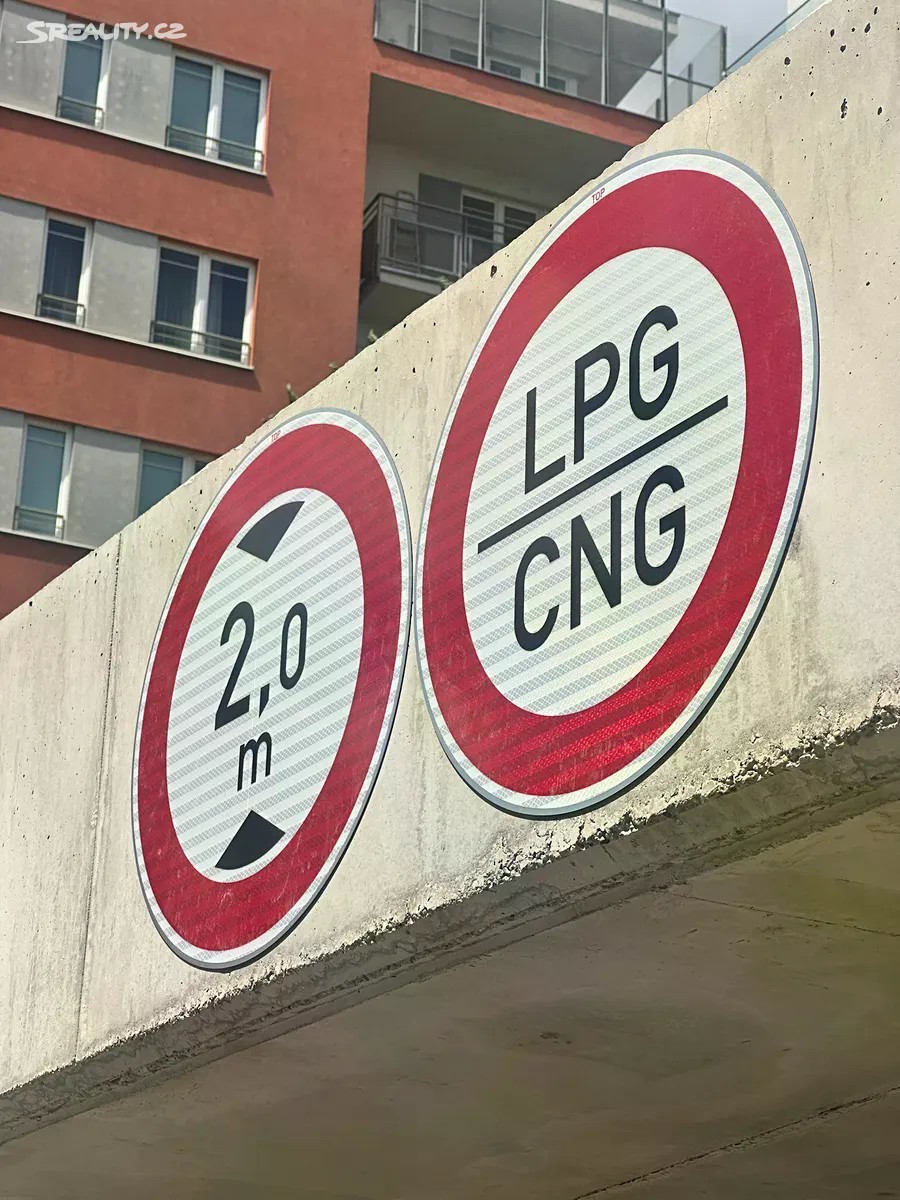 SREALITY.CZ
TOP
LPG
CNG
TOP
2,0
m